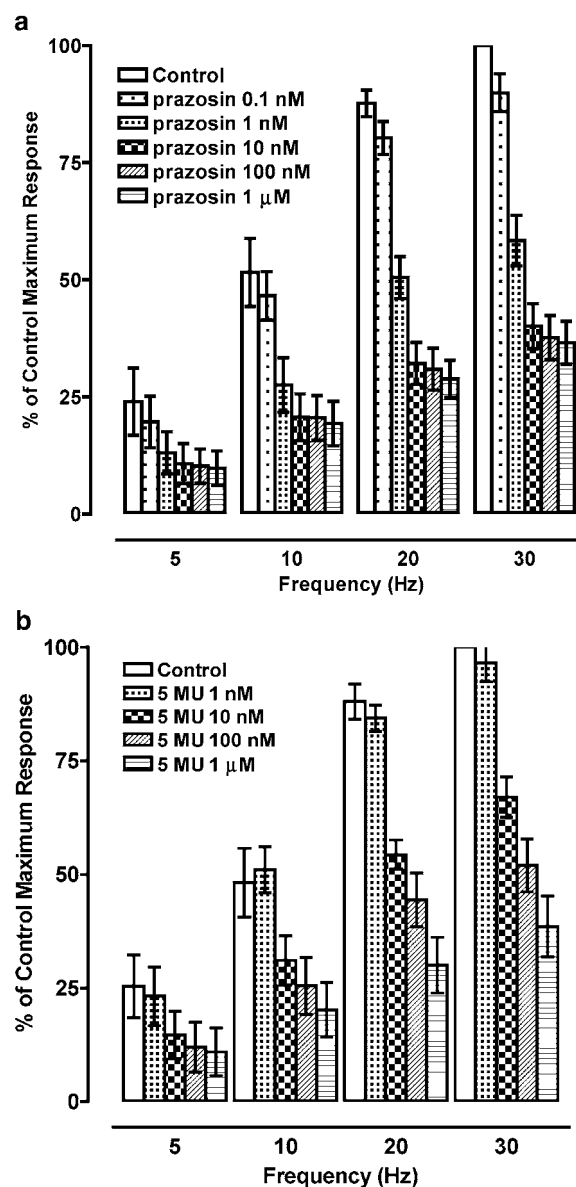 a
100
75
50
25
0
% of Control Maximum Response
Control
prazosin 0.1 nM
prazosin 1 nM
prazosin 10 nM
prazosin 100 nM
prazosin 1 μM
5 10 20 30
Frequency (Hz)
b
100
75
50
25
0
% of Control Maximum Response
Control
5 MU 1 nM
5 MU 10 nM
5 MU 100 nM
5 MU 1 μM
5 10 20 30
Frequency (Hz)